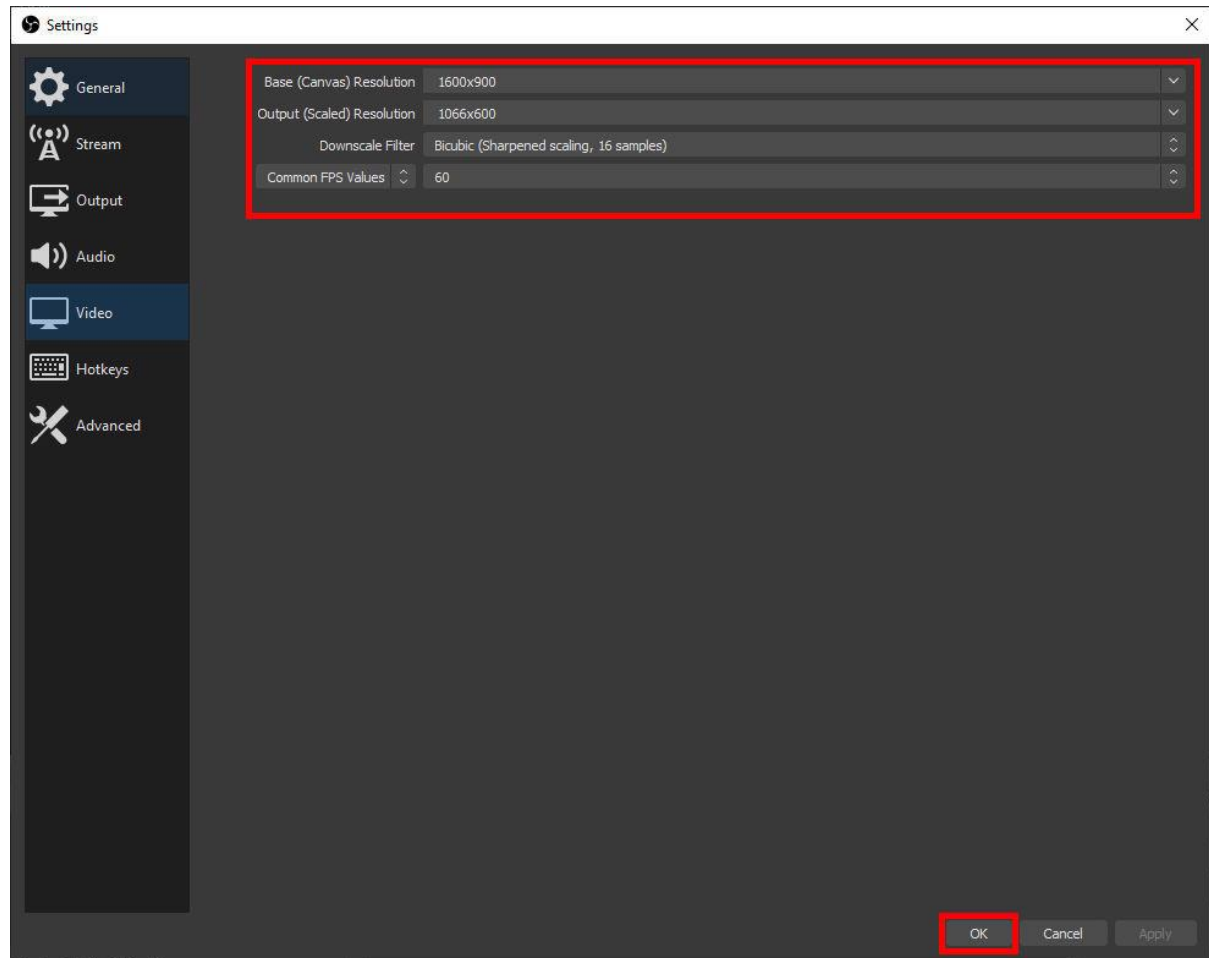 Settings
General
Stream
Output
Audio
Video
Hotkeys
Advanced
Base (Canvas) Resolution 1600x900
Output (Scaled) Resolution 1066x600
Downscale Filter Bicubic (Sharpened scaling, 16 samples)
Common FPS Values 60
OK Cancel Apply